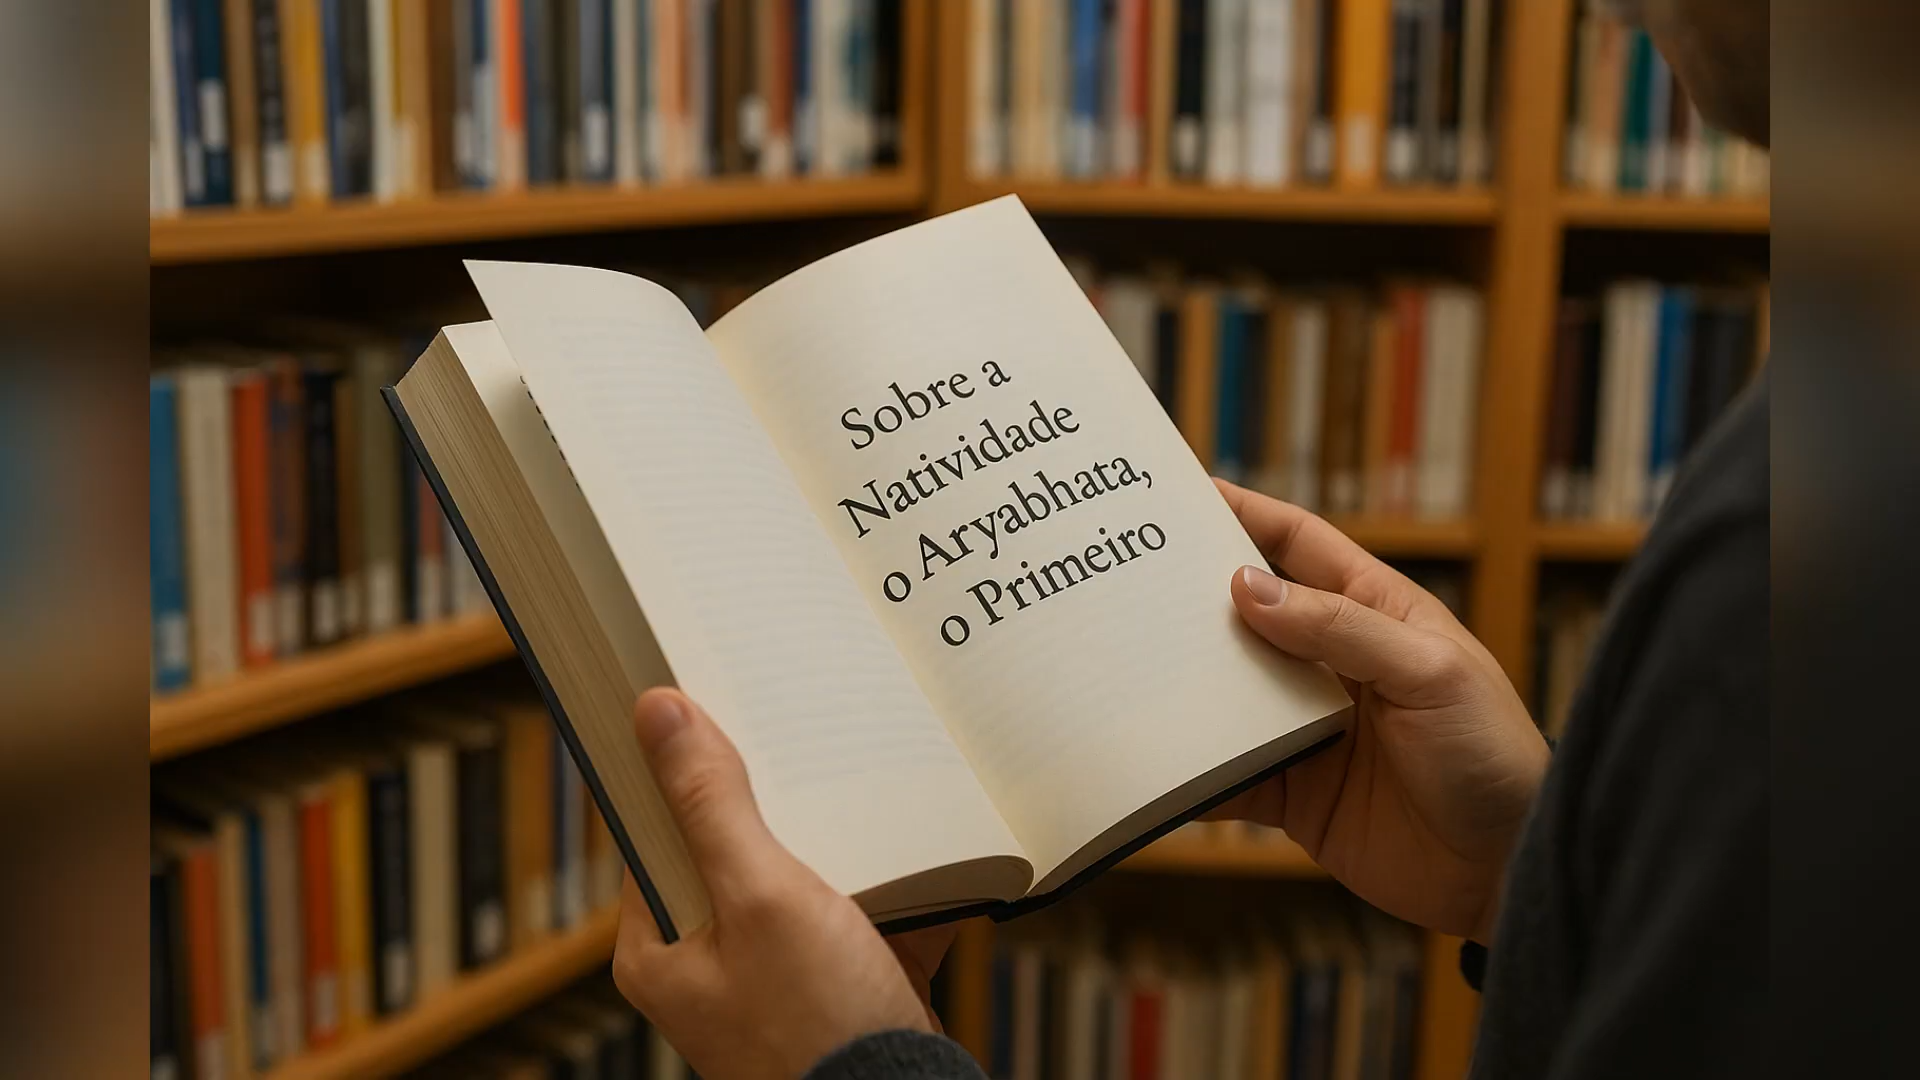 Sobre a
Natividade
o Aryabhata,
o Primeiro